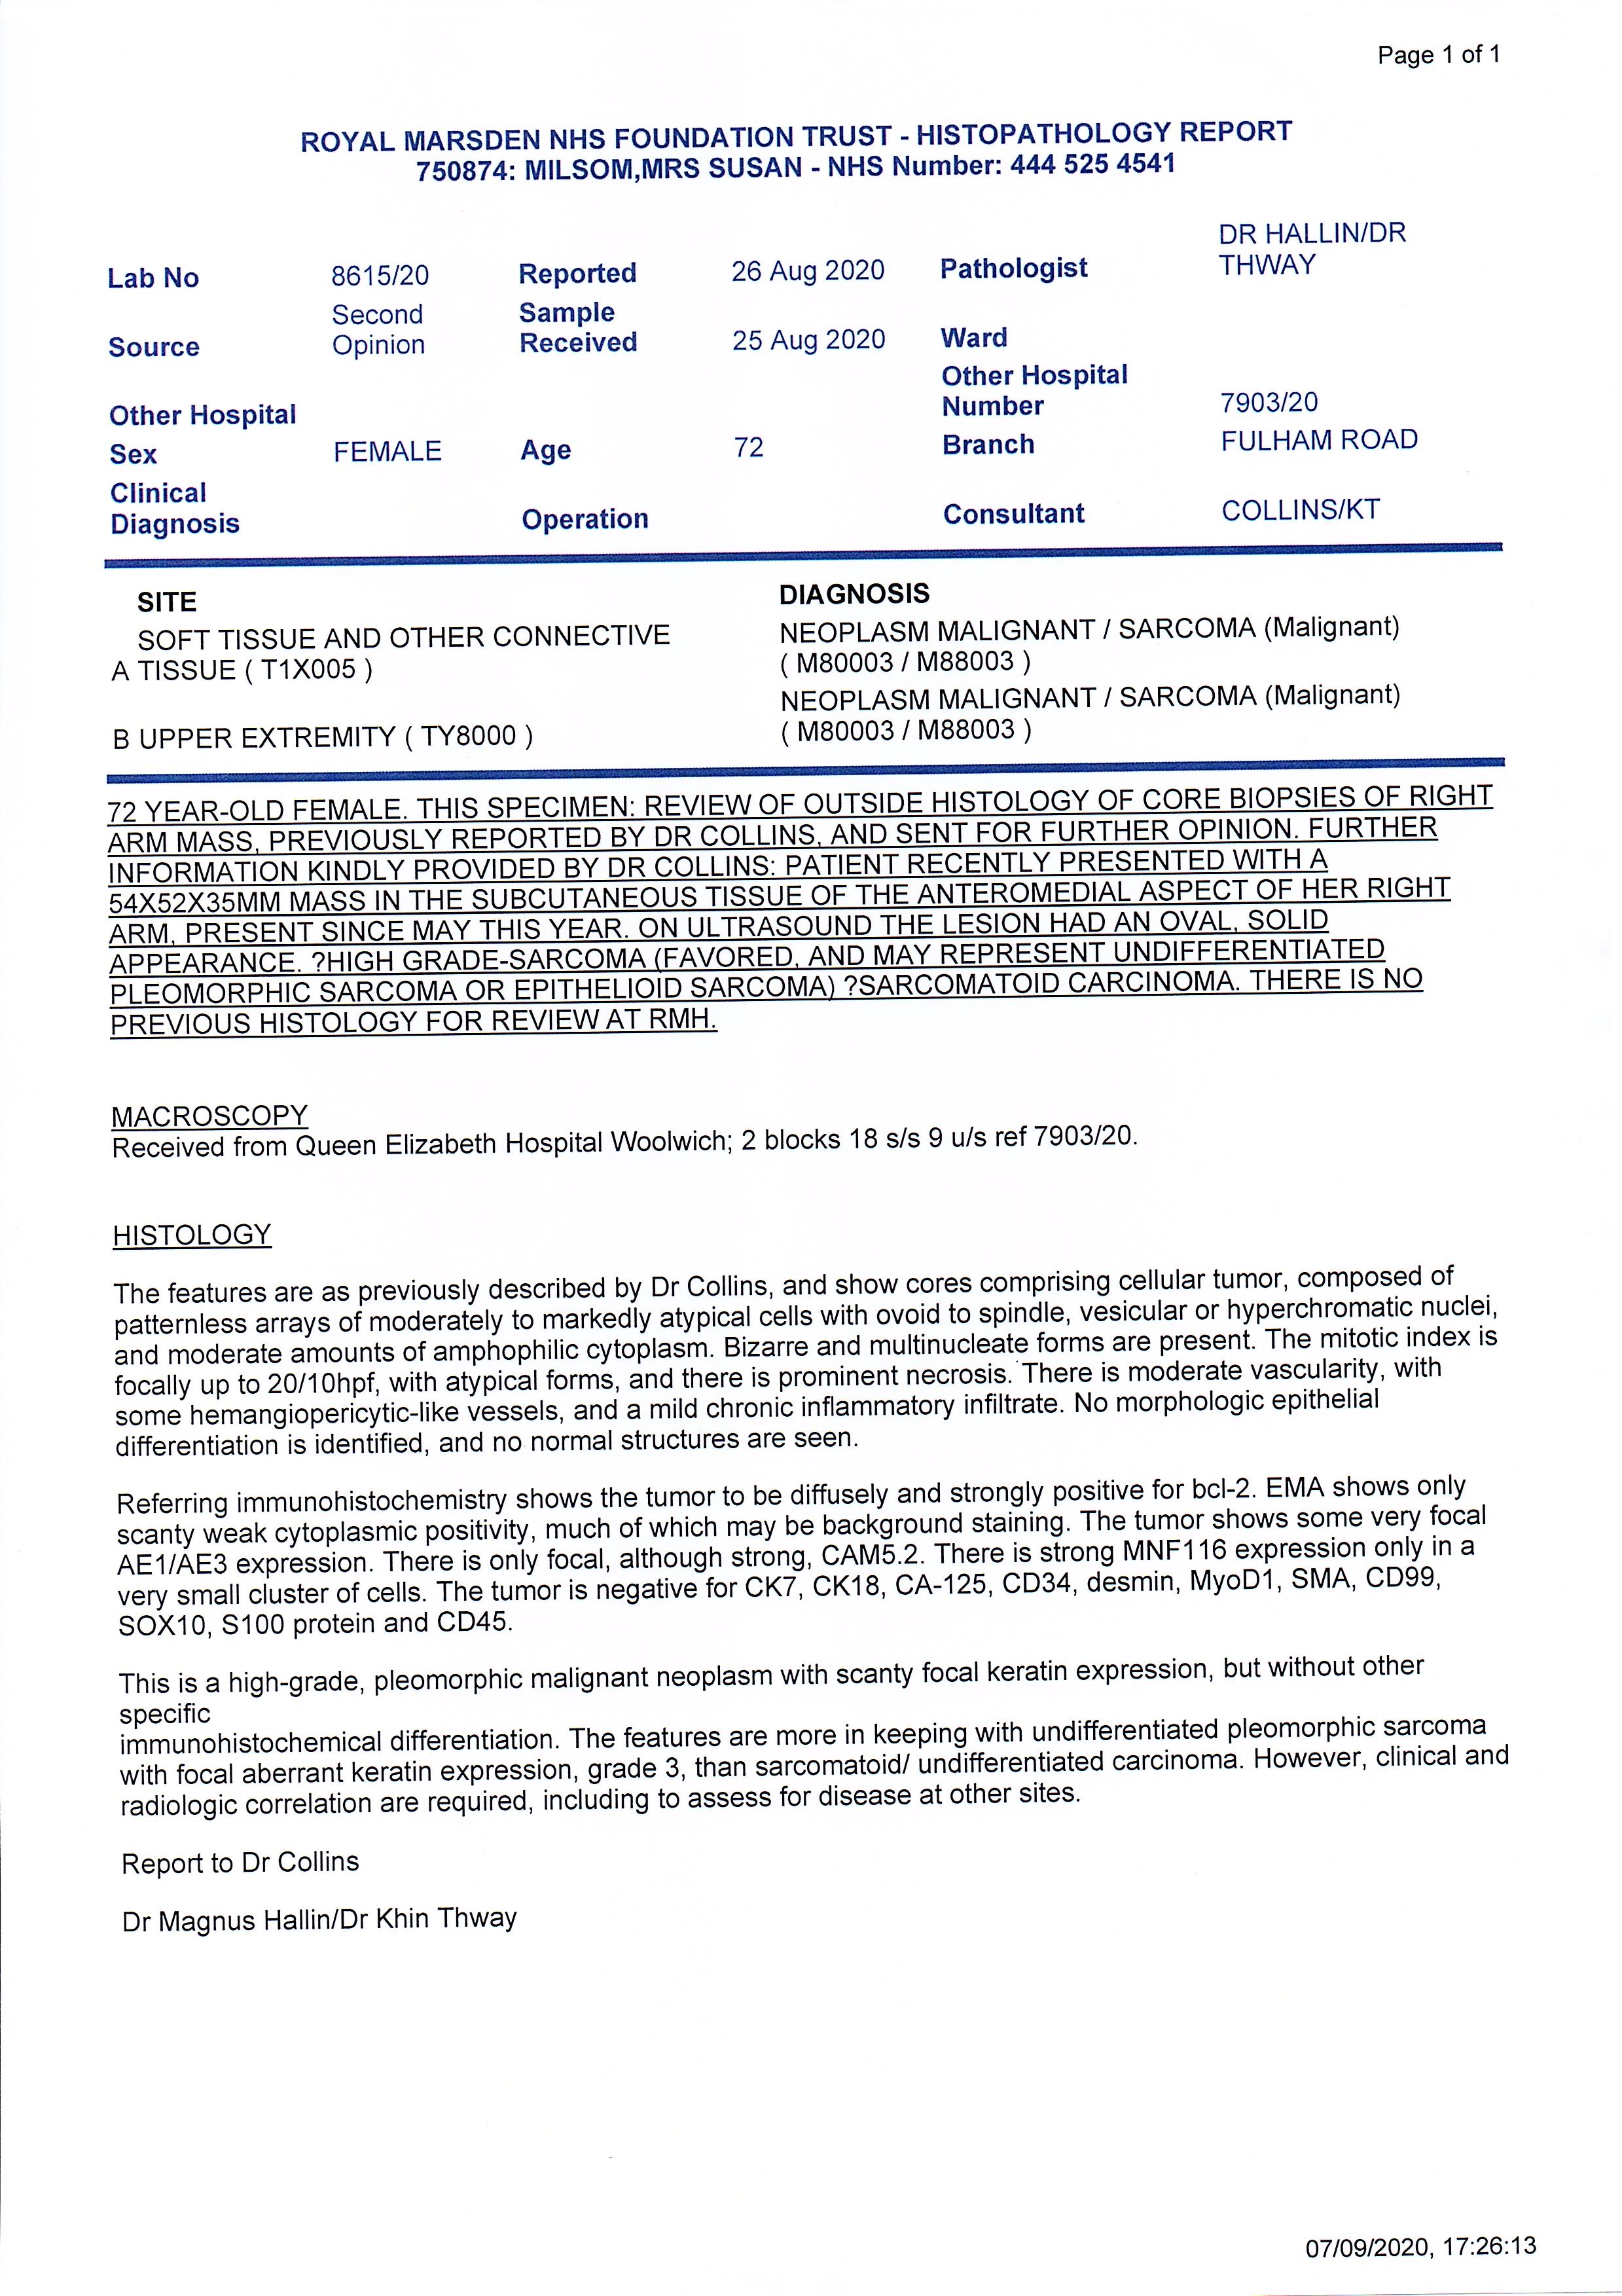 Page 1 of 1
ROYAL MARSDEN NHS FOUNDATION TRUST - HISTOPATHOLOGY REPORT
750874: MILSOM,MRS SUSAN - NHS Number: 444 525 4541
Lab No 8615/20 Reported 26 Aug 2020 Pathologist DR HALLIN/DR THWAY
Source Second Opinion Sample Received 25 Aug 2020 Ward
Other Hospital Other Hospital Number 7903/20
Sex FEMALE Age 72 Branch FULHAM ROAD
Clinical Diagnosis Operation Consultant COLLINS/KT
SITE DIAGNOSIS
SOFT TISSUE AND OTHER CONNECTIVE NEOPLASM MALIGNANT / SARCOMA (Malignant)
A TISSUE ( T1X005 ) ( M80003 / M88003 )
NEOPLASM MALIGNANT / SARCOMA (Malignant)
B UPPER EXTREMITY ( TY8000 ) ( M80003 / M88003 )
72 YEAR-OLD FEMALE. THIS SPECIMEN: REVIEW OF OUTSIDE HISTOLOGY OF CORE BIOPSIES OF RIGHT
ARM MASS, PREVIOUSLY REPORTED BY DR COLLINS, AND SENT FOR FURTHER OPINION. FURTHER
INFORMATION KINDLY PROVIDED BY DR COLLINS: PATIENT RECENTLY PRESENTED WITH A
54X52X35MM MASS IN THE SUBCUTANEOUS TISSUE OF THE ANTEROMEDIAL ASPECT OF HER RIGHT
ARM, PRESENT SINCE MAY THIS YEAR. ON ULTRASOUND THE LESION HAD AN OVAL, SOLID
APPEARANCE. ?HIGH GRADE-SARCOMA (FAVORED, AND MAY REPRESENT UNDIFFERENTIATED
PLEOMORPHIC SARCOMA OR EPITHELIOID SARCOMA) ?SARCOMATOID CARCINOMA. THERE IS NO
PREVIOUS HISTOLOGY FOR REVIEW AT RMH.
MACROSCOPY
Received from Queen Elizabeth Hospital Woolwich; 2 blocks 18 s/s 9 u/s ref 7903/20.
HISTOLOGY
The features are as previously described by Dr Collins, and show cores comprising cellular tumor, composed of
patternless arrays of moderately to markedly atypical cells with ovoid to spindle, vesicular or hyperchromatic nuclei,
and moderate amounts of amphophilic cytoplasm. Bizarre and multinucleate forms are present. The mitotic index is
focally up to 20/10hpf, with atypical forms, and there is prominent necrosis. There is moderate vascularity, with
some hemangiopericytic-like vessels, and a mild chronic inflammatory infiltrate. No morphologic epithelial
differentiation is identified, and no normal structures are seen.
Referring immunohistochemistry shows the tumor to be diffusely and strongly positive for bcl-2. EMA shows only
scanty weak cytoplasmic positivity, much of which may be background staining. The tumor shows some very focal
AE1/AE3 expression. There is only focal, although strong, CAM5.2. There is strong MNF116 expression only in a
very small cluster of cells. The tumor is negative for CK7, CK18, CA-125, CD34, desmin, MyoD1, SMA, CD99,
SOX10, S100 protein and CD45.
This is a high-grade, pleomorphic malignant neoplasm with scanty focal keratin expression, but without other
specific
immunohistochemical differentiation. The features are more in keeping with undifferentiated pleomorphic sarcoma
with focal aberrant keratin expression, grade 3, than sarcomatoid/ undifferentiated carcinoma. However, clinical and
radiologic correlation are required, including to assess for disease at other sites.
Report to Dr Collins
Dr Magnus Hallin/Dr Khin Thway
07/09/2020, 17:26:13